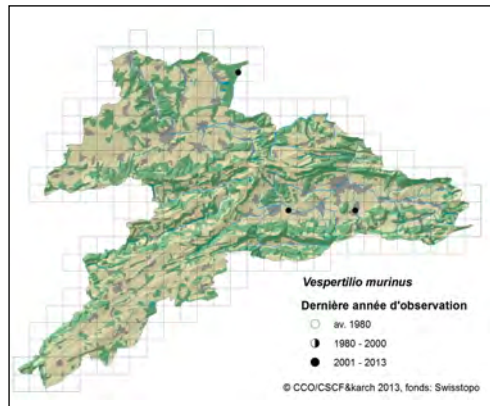 Vespertilio murinus
Dernière année d'observation
av. 1980
1980 - 2000
2001 - 2013
© CCO/CSCF&karch 2013, fonds: Swisstopo